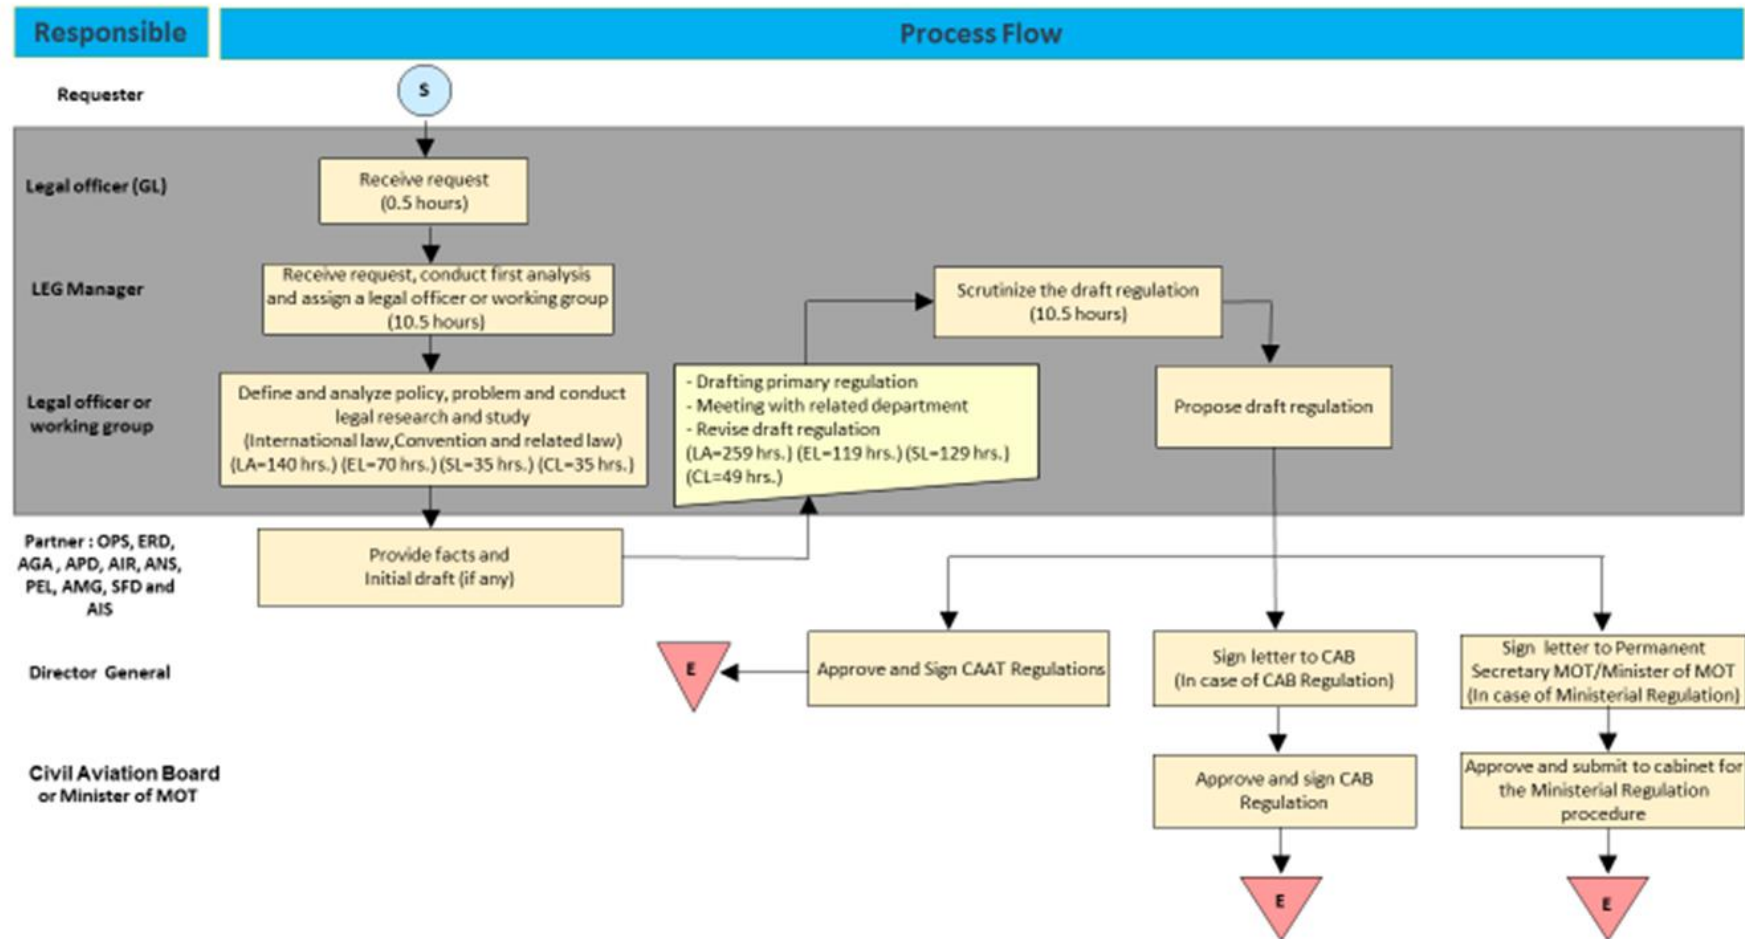 Responsible
Process Flow
Requester
S
Legal officer (GL)
Receive request
(0.5 hours)
LEG Manager
Receive request, conduct first analysis
and assign a legal officer or working group
(10.5 hours)
Scrutinize the draft regulation
(10.5 hours)
Legal officer or
working group
Define and analyze policy, problem and conduct
legal research and study
(International law,Convention and related law)
(LA=140 hrs.) (EL=70 hrs.) (SL=35 hrs.) (CL=35 hrs.)
- Drafting primary regulation
- Meeting with related department
- Revise draft regulation
(LA=259 hrs.) (EL=119 hrs.) (SL=129 hrs.)
(CL=49 hrs.)
Propose draft regulation
Partner : OPS, ERD,
AGA , APD, AIR, ANS,
PEL, AMG, SFD and
AIS
Provide facts and
Initial draft (if any)
Director General
E
Approve and Sign CAAT Regulations
Sign letter to CAB
(In case of CAB Regulation)
Sign letter to Permanent
Secretary MOT/Minister of MOT
(In case of Ministerial Regulation)
Civil Aviation Board
or Minister of MOT
Approve and sign CAB
Regulation
Approve and submit to cabinet for
the Ministerial Regulation
procedure
E
E